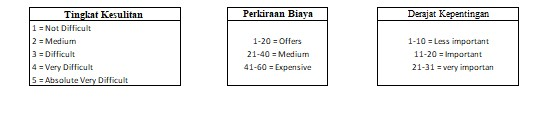 Tingkat Kesulitan
1 = Not Difficult
2 = Medium
3 = Difficult
4 = Very Difficult
5 = Absolute Very Difficult
Perkiraan Biaya
1-20 = Offers
21-40 = Medium
41-60 = Expensive
Derajat Kepentingan
1-10 = Less important
11-20 = Important
21-31 = very importan